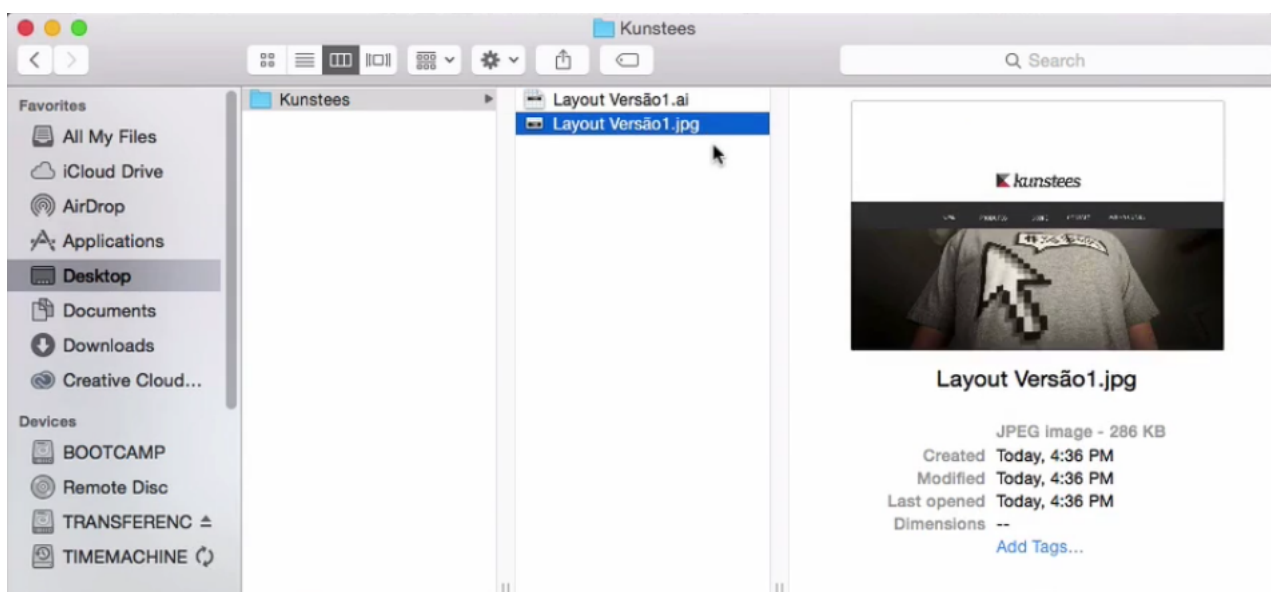 Kunstees
Search
Favorites
All My Files
iCloud Drive
AirDrop
Applications
Desktop
Documents
Downloads
Creative Cloud...
Devices
BOOTCAMP
Remote Disc
TRANSFERENC
TIMEMACHINE
Kunstees
Layout Versão1.ai
Layout Versão1.jpg
kunstees
Layout Versão1.jpg
JPEG image - 286 KB
Created Today, 4:36 PM
Modified Today, 4:36 PM
Last opened Today, 4:36 PM
Dimensions --
Add Tags...